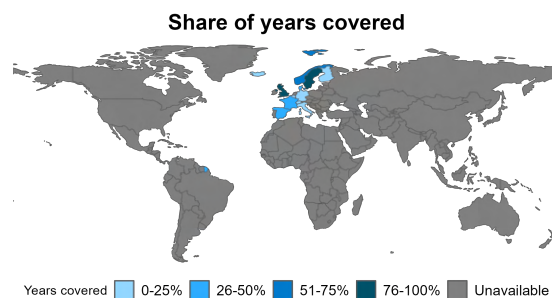 Share of years covered
Years covered 0-25% 26-50% 51-75% 76-100% Unavailable